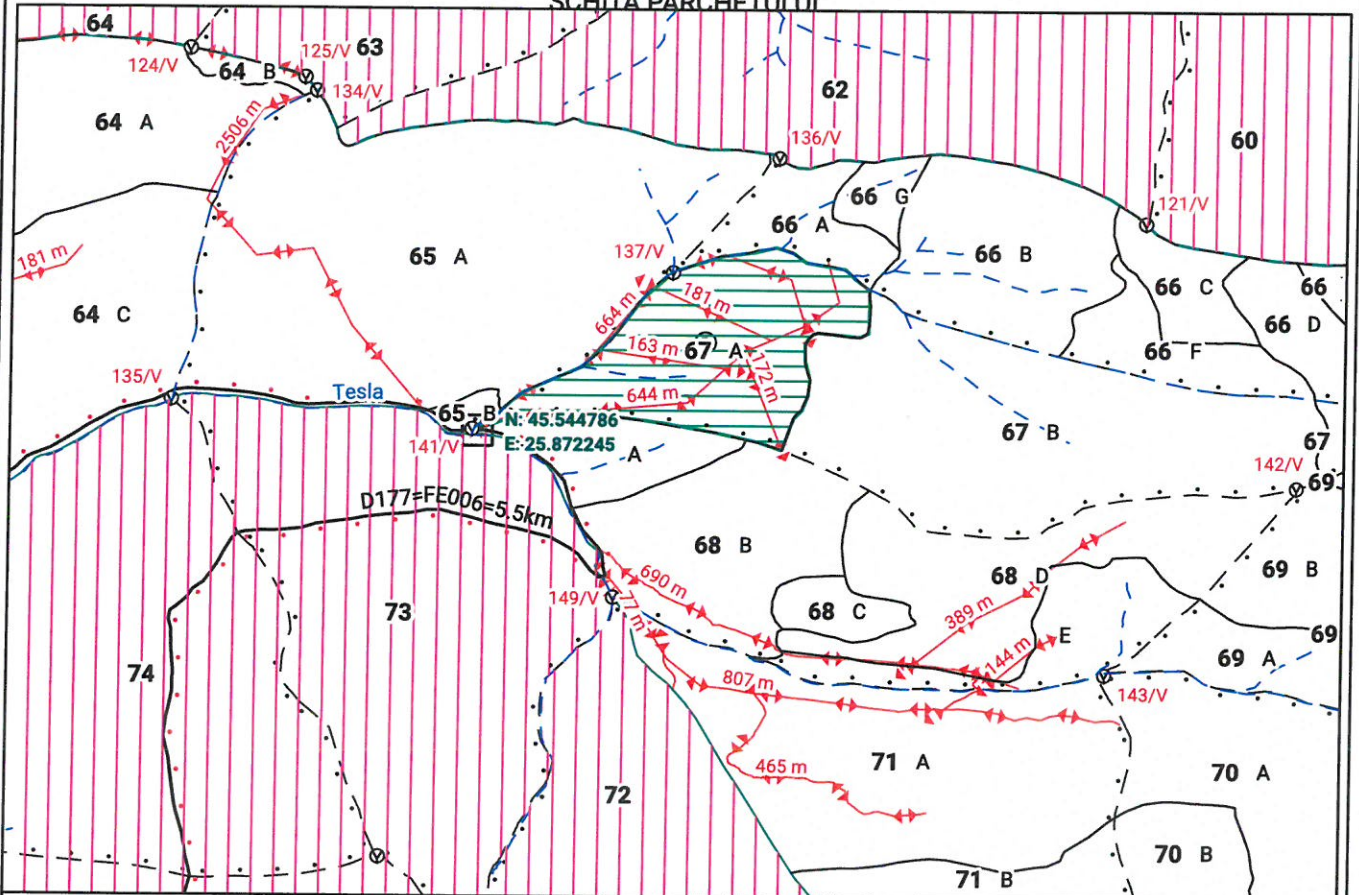 SCHITA PARCHETULUI
64
63
125/V
124/V
64 B
134/V
62
64 A
2506 m
136/V
60
66 G
121/V
66 A
181 m
65 A
137/V
66 B
66 C
66
64 C
664 m
181 m
66 D
163 m
67 A
66 F
172 m
135/V
Tesla
644 m
65 B
N: 45.544786
E: 25.872245
141/V
A
67 B
67
142/V
69
D177=FE006=5.5km
68 B
690 m
68 D
69 B
149/V
77 m
68 C
389 m
73
E
69
144 m
69 A
74
807 m
143/V
71 A
465 m
70 A
72
70 B
71 B